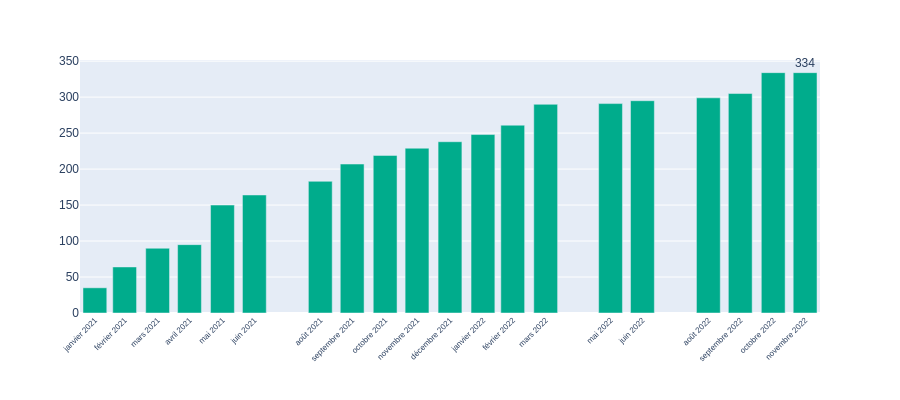 350
300
250
200
150
100
50
0
334
janvier 2021
février 2021
mars 2021
avril 2021
mai 2021
juin 2021
août 2021
septembre 2021
octobre 2021
novembre 2021
décembre 2021
janvier 2022
février 2022
mars 2022
mai 2022
juin 2022
août 2022
septembre 2022
octobre 2022
novembre 2022